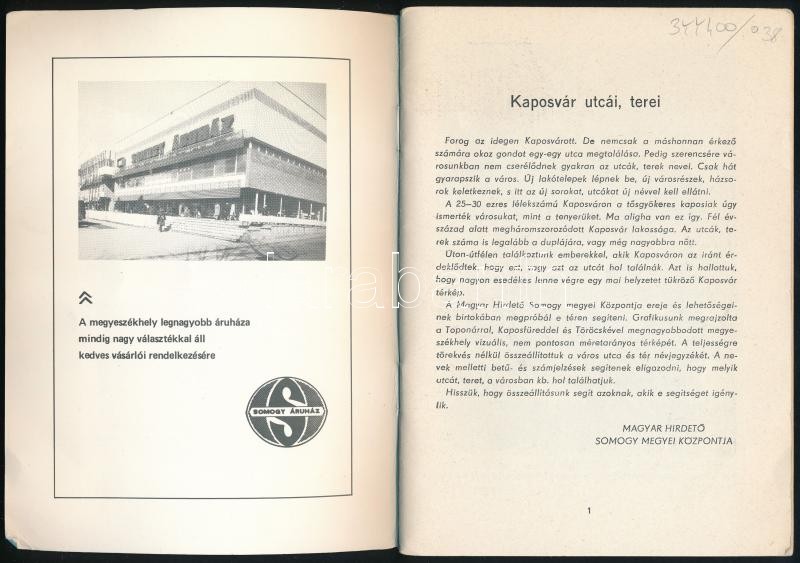 SOMOGY ÁRUHÁZ
A megyeszékhely legnagyobb áruháza
mindig nagy választékkal áll
kedves vásárlói rendelkezésére
SOMOGY ÁRUHÁZ
344400/038
Kaposvár utcái, terei
Forog az idegen Kaposvárott. De nemcsak a máshonnan érkező
számára okoz gondot egy-egy utca megtalálása. Pedig szerencsére vá-
rosunkban nem cserélődnek gyakran az utcák, terek nevei. Csak hát
gyarapszik a város. Új lakótelepek lépnek be, új városrészek, házso-
rok keletkeznek, s itt az új sorokat, utcákat új névvel kell ellátni.
A 25–30 ezres lélekszámú Kaposváron a tősgyökeres kaposiak úgy
ismerték városukat, mint a tenyerüket. Ma aligha van ez így. Fél év-
század alatt megháromszorozódott Kaposvár lakossága. Az utcák, te-
rek száma is legalább a duplájára, vagy még nagyobbra nőtt.
Úton-útfélen találkoztunk emberekkel, akik Kaposváron az iránt ér-
deklődtek, hogy ezt, vagy azt az utcát hol találnák. Azt is hallottuk,
hogy nagyon esedékes lenne végre egy mai helyzetet tükröző Kaposvár
térkép.
A Magyar Hirdető Somogy megyei Központja ereje és lehetőségei-
nek birtokában megpróbál e téren segíteni. Grafikusunk megrajzolta
a Toponárral, Kaposfüreddel és Töröcskével megnagyobbodott megye-
székhely vizuális, nem pontosan méretarányos térképét. A teljességre
törekvés nélkül összeállítottuk a város utca és tér névjegyzékét. A ne-
vek melletti betű- és számjelzések segítenek eligazodni, hogy melyik
utcát, teret, a városban kb. hol találhatjuk.
Hisszük, hogy összeállításunk segít azoknak, akik e segítséget igény-
lik.
MAGYAR HIRDETŐ
SOMOGY MEGYEI KÖZPONTJA
1